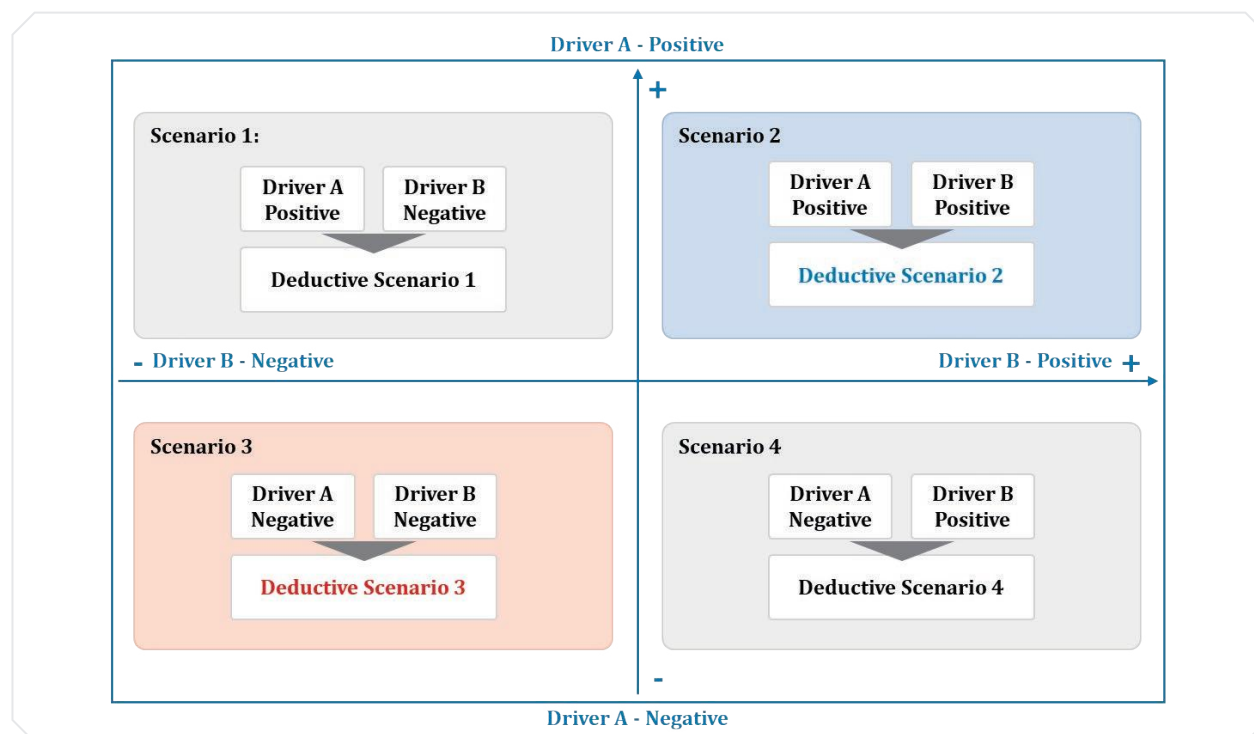 Driver A - Positive
+
Scenario 1:
Driver A
Positive
Driver B
Negative
Deductive Scenario 1
Scenario 2
Driver A
Positive
Driver B
Positive
Deductive Scenario 2
- Driver B - Negative
Driver B - Positive +
Scenario 3
Driver A
Negative
Driver B
Negative
Deductive Scenario 3
Scenario 4
Driver A
Negative
Driver B
Positive
Deductive Scenario 4
-
Driver A - Negative